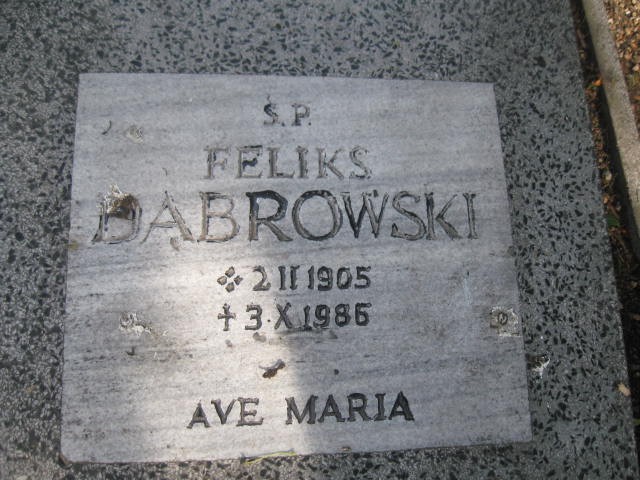 Ś.P.
FELIKS
DĄBROWSKI
2 II 1905
† 3.X.1986
AVE MARIA